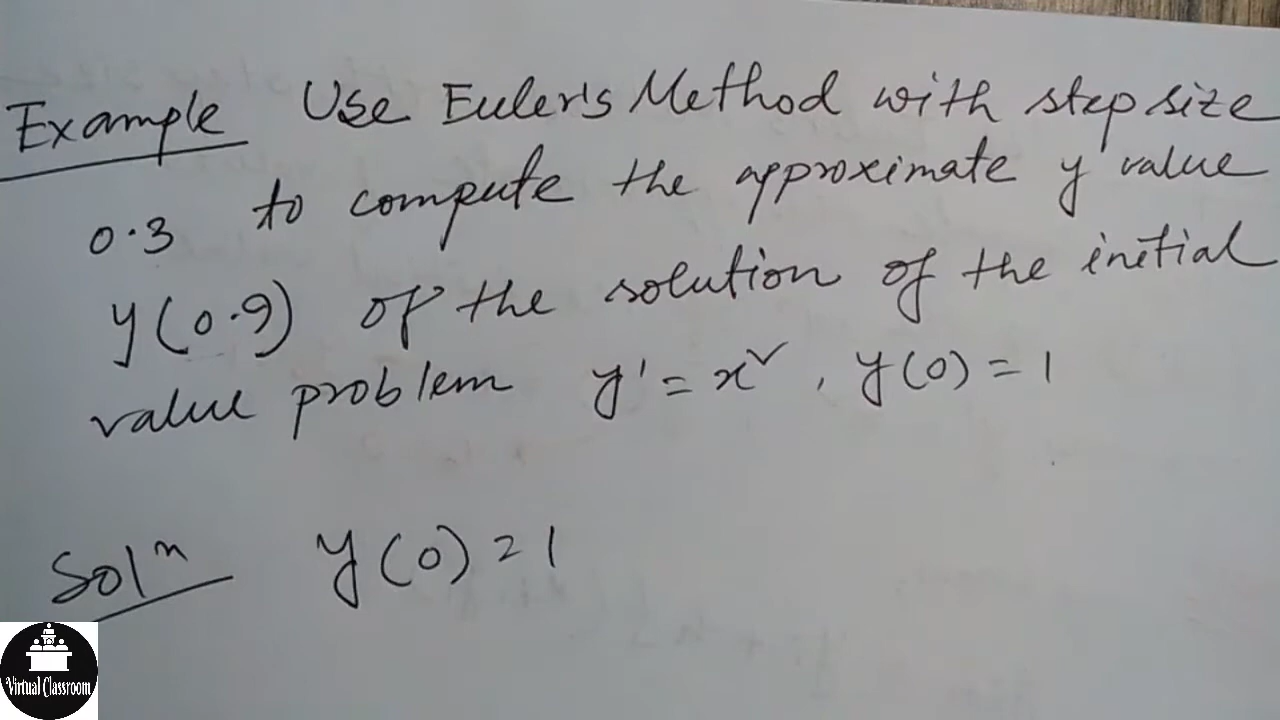 Example Use Euler's Method with step size
0.3 to compute the approximate y value
y(0.9) of the solution of the initial
value problem y' = x², y(0) = 1
Solⁿ y(0) = 1
Virtual Classroom